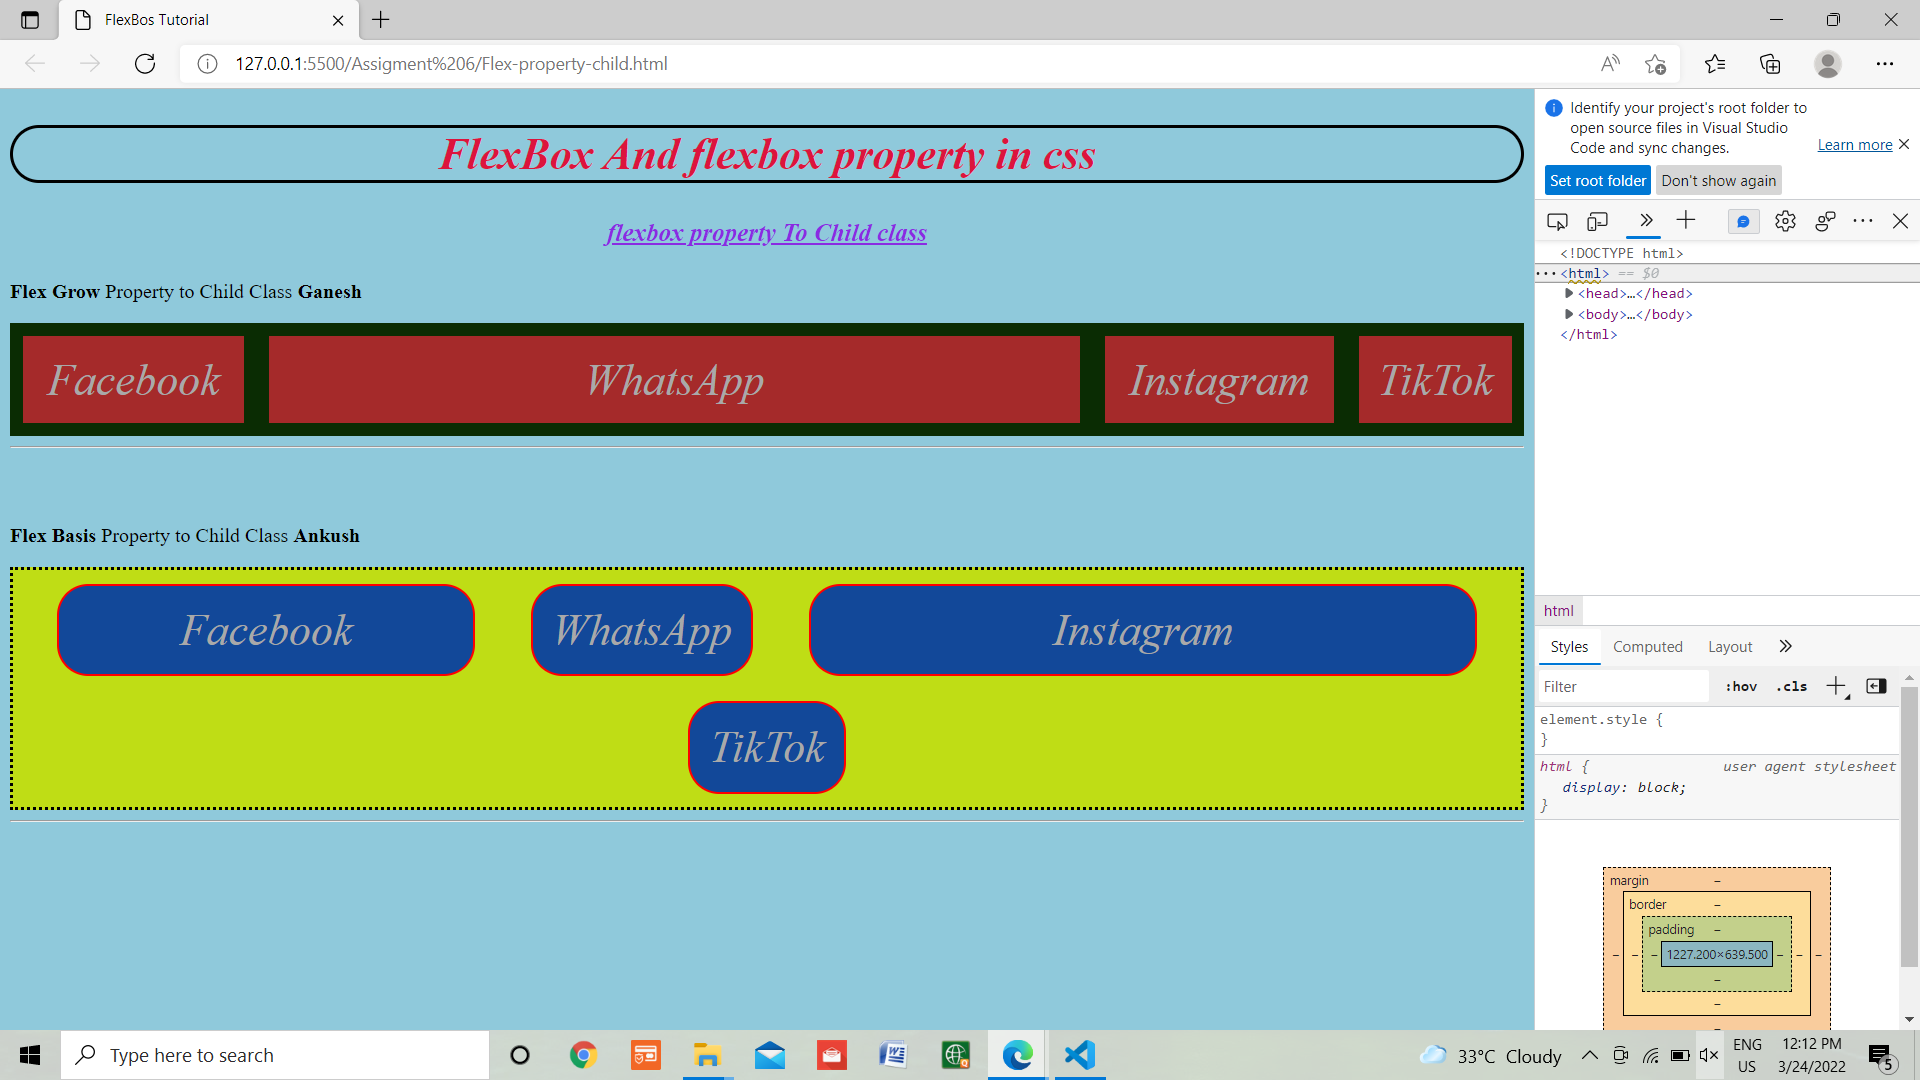 FlexBos Tutorial
127.0.0.1:5500/Assigment%206/Flex-property-child.html
FlexBox And flexbox property in css
flexbox property To Child class
Flex Grow Property to Child Class Ganesh
Facebook WhatsApp Instagram TikTok
Flex Basis Property to Child Class Ankush
Facebook WhatsApp Instagram
TikTok
Identify your project's root folder to
open source files in Visual Studio
Code and sync changes.
Learn more
Set root folder Don't show again
<!DOCTYPE html>
<html> == $0
<head>…</head>
<body>…</body>
</html>
html
Styles Computed Layout
Filter :hov .cls
element.style {
}
html { user agent stylesheet
display: block;
}
margin –
border –
padding –
– – – 1227.200×639.500 – – –
–
–
–
Type here to search
33°C Cloudy
ENG
US
12:12 PM
3/24/2022
5